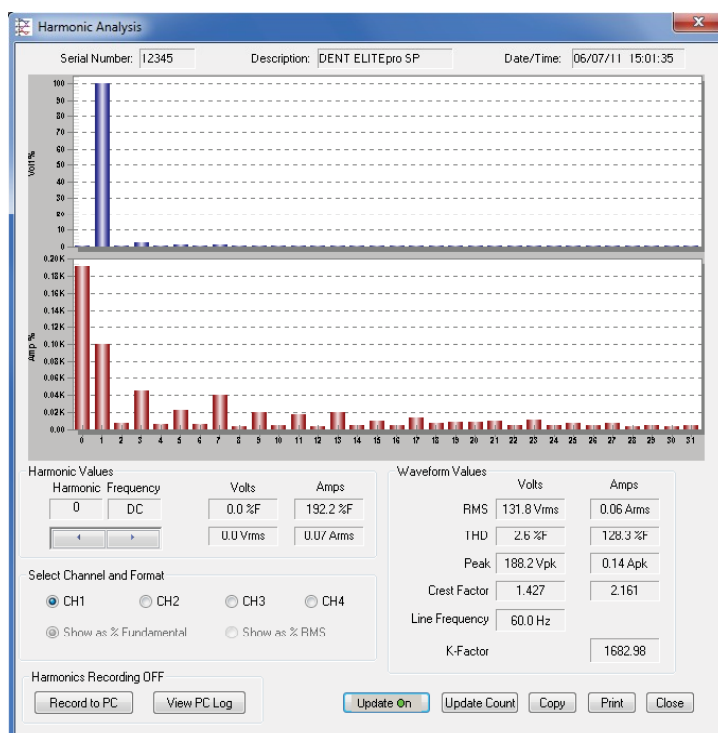 Harmonic Analysis
Serial Number: 12345 Description: DENT ELITEpro SP Date/Time: 06/07/11 15:01:35
100
90
80
70
60
50
40
30
20
10
0
Volt%
0.20K
0.18K
0.16K
0.14K
0.12K
0.10K
0.08K
0.06K
0.04K
0.02K
0.00
Amp %
0 1 2 3 4 5 6 7 8 9 10 11 12 13 14 15 16 17 18 19 20 21 22 23 24 25 26 27 28 29 30 31
Harmonic Values
Harmonic Frequency Volts Amps
0 DC 0.0 %F 192.2 %F
0.0 Vrms 0.07 Arms
Select Channel and Format
CH1 CH2 CH3 CH4
Show as % Fundamental Show as % RMS
Harmonics Recording OFF
Record to PC View PC Log
Waveform Values
Volts Amps
RMS 131.8 Vrms 0.06 Arms
THD 2.6 %F 128.3 %F
Peak 188.2 Vpk 0.14 Apk
Crest Factor 1.427 2.161
Line Frequency 60.0 Hz
K-Factor 1682.98
Update On Update Count Copy Print Close